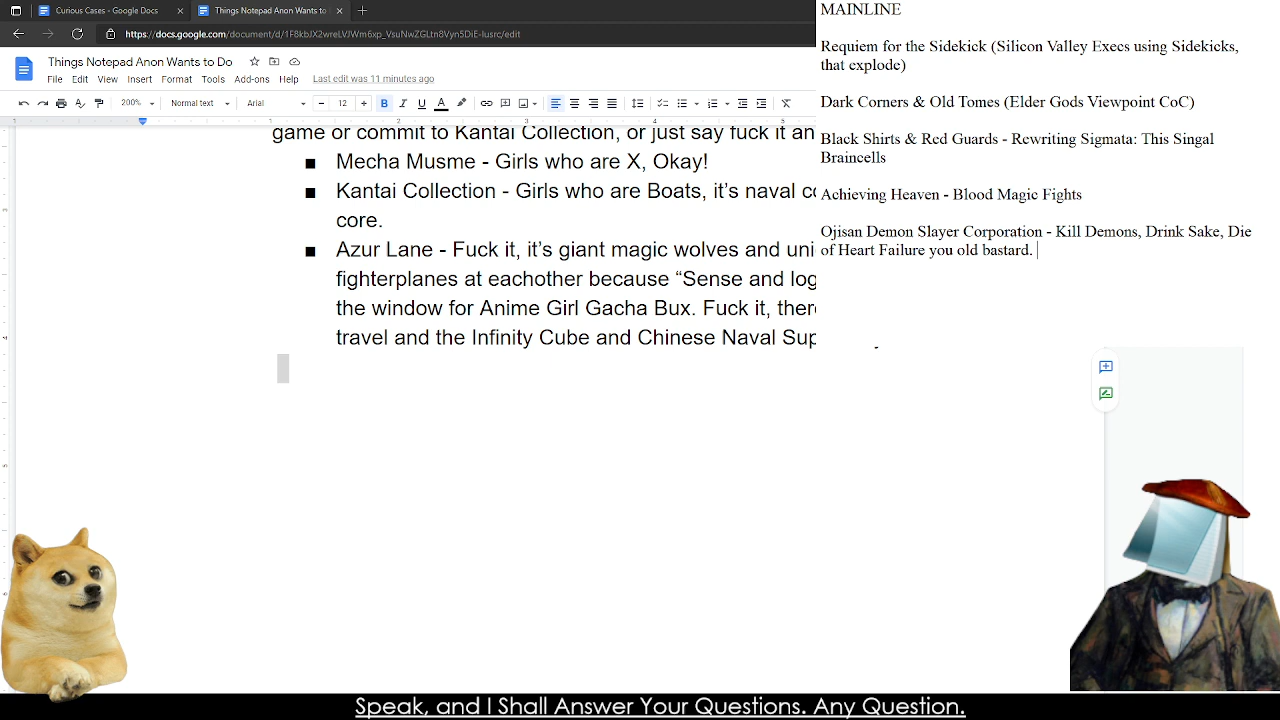 Curious Cases - Google Docs
Things Notepad Anon Wants to
https://docs.google.com/document/d/1F8kbJX2wreLVJWm6xp_VsuNwZGLtn8Vyn5DiE-lusrc/edit
Things Notepad Anon Wants to Do
File Edit View Insert Format Tools Add-ons Help Last edit was 11 minutes ago
200% Normal text Arial 12 B I U A
1 1 2 3 4 5
game or commit to Kantai Collection, or just say fuck it an
■ Mecha Musme - Girls who are X, Okay!
■ Kantai Collection - Girls who are Boats, it’s naval co
core.
■ Azur Lane - Fuck it, it’s giant magic wolves and uni
fighterplanes at eachother because “Sense and log
the window for Anime Girl Gacha Bux. Fuck it, ther
travel and the Infinity Cube and Chinese Naval Sup
MAINLINE
Requiem for the Sidekick (Silicon Valley Execs using Sidekicks,
that explode)
Dark Corners & Old Tomes (Elder Gods Viewpoint CoC)
Black Shirts & Red Guards - Rewriting Sigmata: This Singal
Braincells
Achieving Heaven - Blood Magic Fights
Ojisan Demon Slayer Corporation - Kill Demons, Drink Sake, Die
of Heart Failure you old bastard.
Speak, and I Shall Answer Your Questions. Any Question.